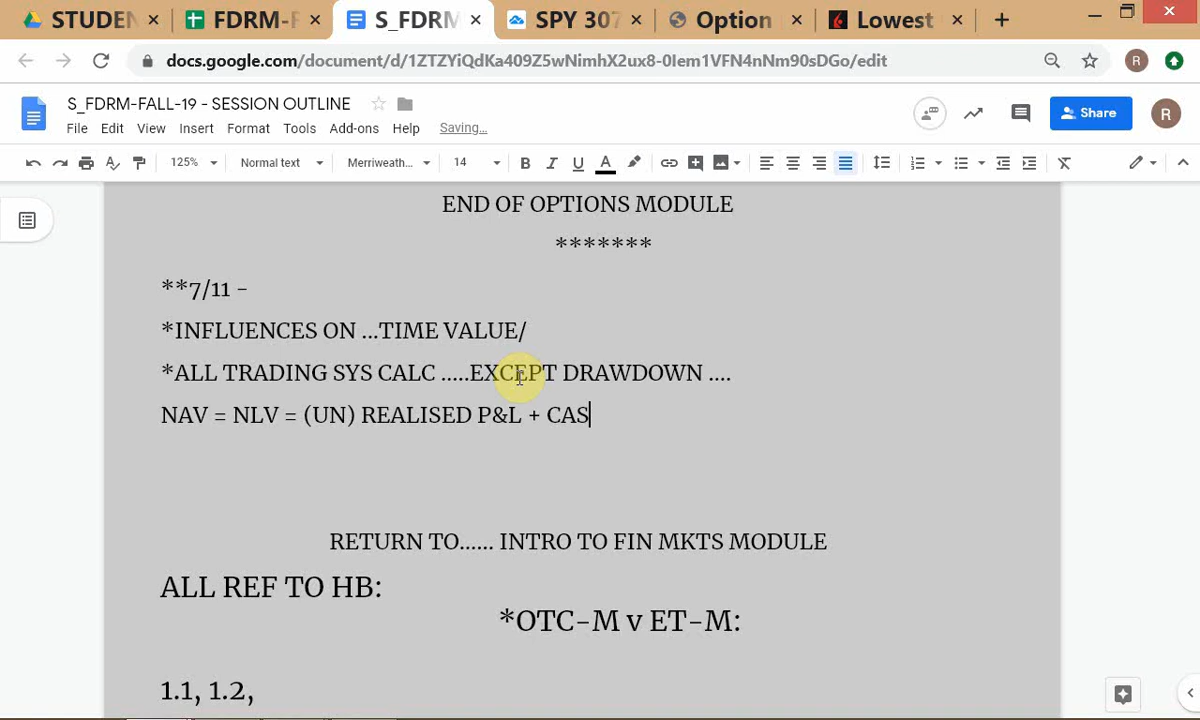 STUDEN
FDRM-F
S_FDRM
SPY 307
Option
Lowest
docs.google.com/document/d/1ZTZYiQdKa409Z5wNimhX2ux8-0Iem1VFN4nNm90sDGo/edit
R
S_FDRM-FALL-19 - SESSION OUTLINE
File Edit View Insert Format Tools Add-ons Help Saving...
Share
R
125% Normal text Merriweath... 14 B I U A
END OF OPTIONS MODULE
*******
**7/11 -
*INFLUENCES ON ...TIME VALUE/
*ALL TRADING SYS CALC .....EXCEPT DRAWDOWN ....
NAV = NLV = (UN) REALISED P&L + CAS
RETURN TO...... INTRO TO FIN MKTS MODULE
ALL REF TO HB:
*OTC-M v ET-M:
1.1, 1.2,